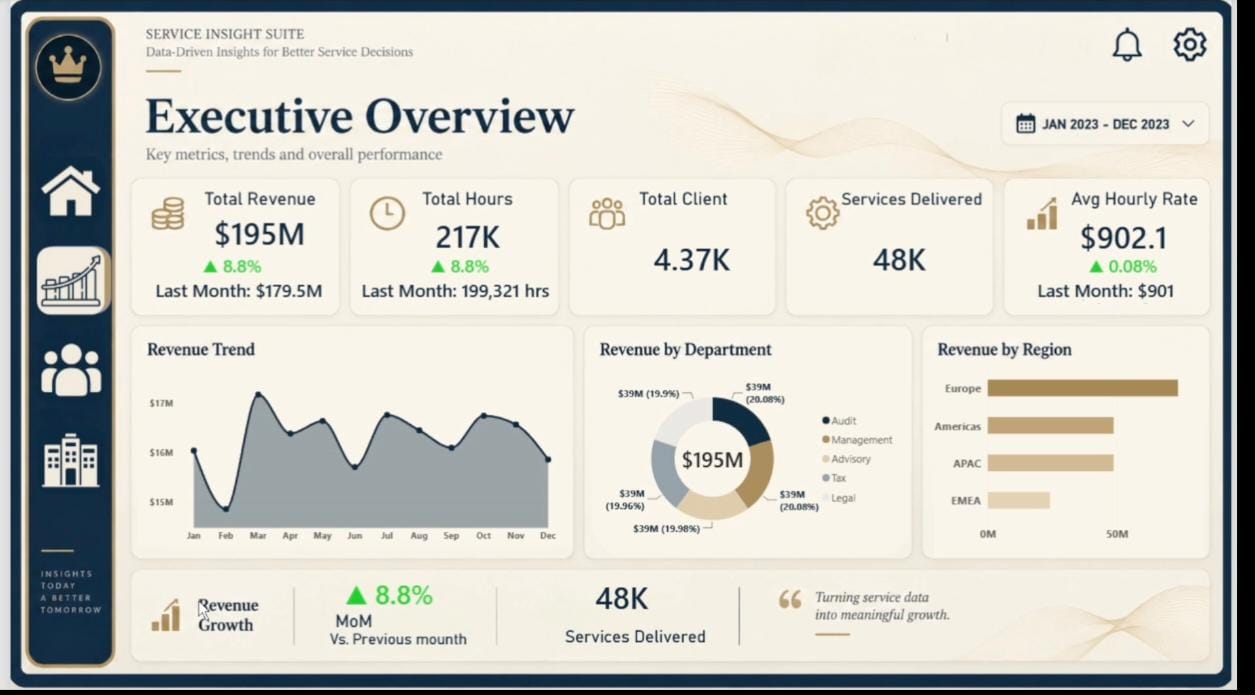 SERVICE INSIGHT SUITE
Data-Driven Insights for Better Service Decisions
Executive Overview
Key metrics, trends and overall performance
JAN 2023 - DEC 2023
Total Revenue
$195M
▲ 8.8%
Last Month: $179.5M
Total Hours
217K
▲ 8.8%
Last Month: 199,321 hrs
Total Client
4.37K
Services Delivered
48K
Avg Hourly Rate
$902.1
▲ 0.08%
Last Month: $901
Revenue Trend
$17M
$16M
$15M
Jan Feb Mar Apr May Jun Jul Aug Sep Oct Nov Dec
Revenue by Department
$39M (19.9%)
$39M
(20.08%)
$195M
$39M
(19.96%)
$39M
(20.08%)
$39M (19.98%)
Audit
Management
Advisory
Tax
Legal
Revenue by Region
Europe
Americas
APAC
EMEA
0M 50M
INSIGHTS
TODAY
A BETTER
TOMORROW
Revenue
Growth
▲ 8.8%
MoM
Vs. Previous mounth
48K
Services Delivered
“ Turning service data
into meaningful growth.